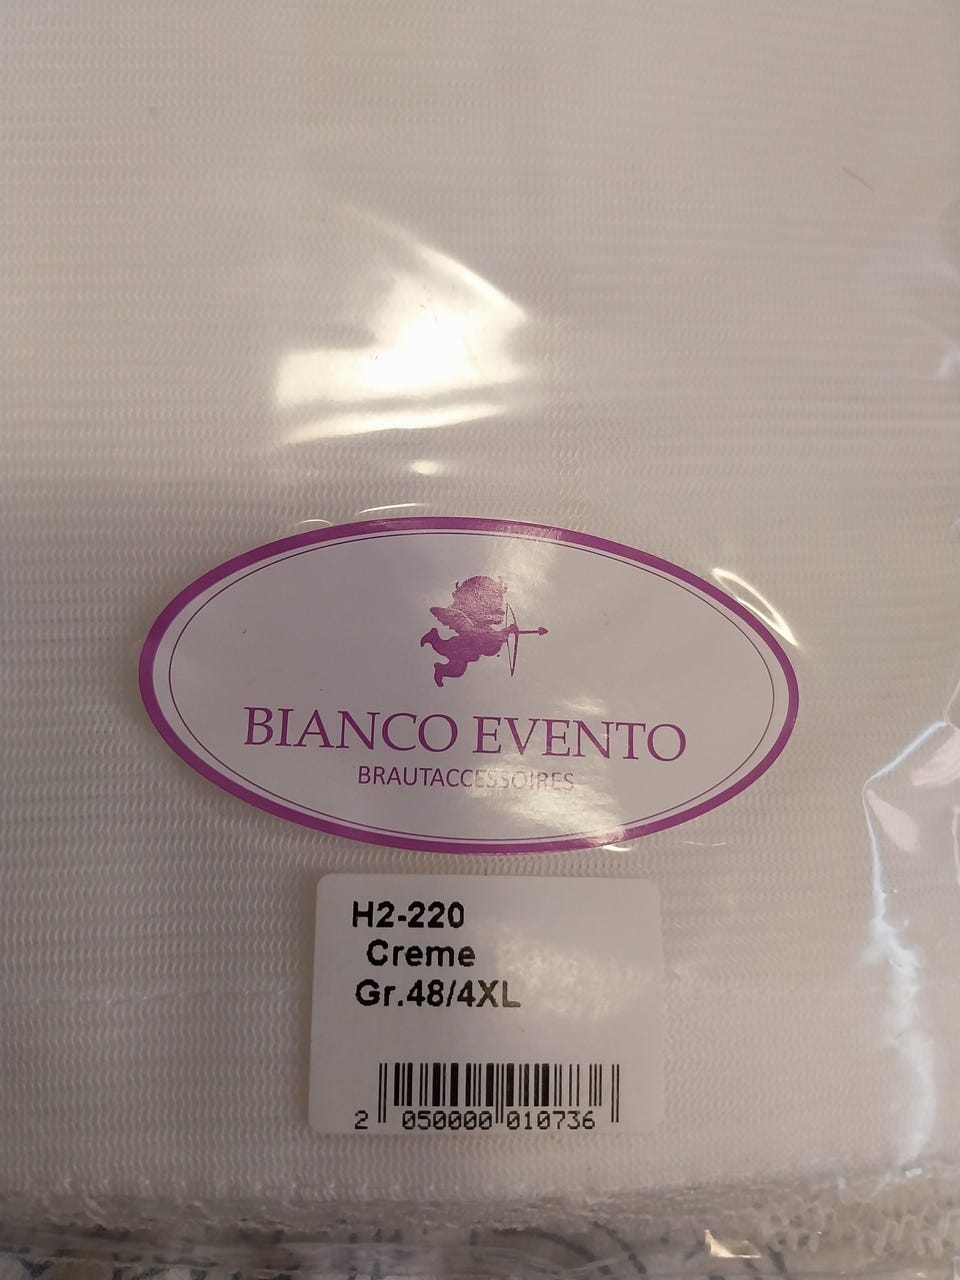 BIANCO EVENTO
BRAUTACCESSOIRES
H2-220
Creme
Gr.48/4XL
2 050000 010736